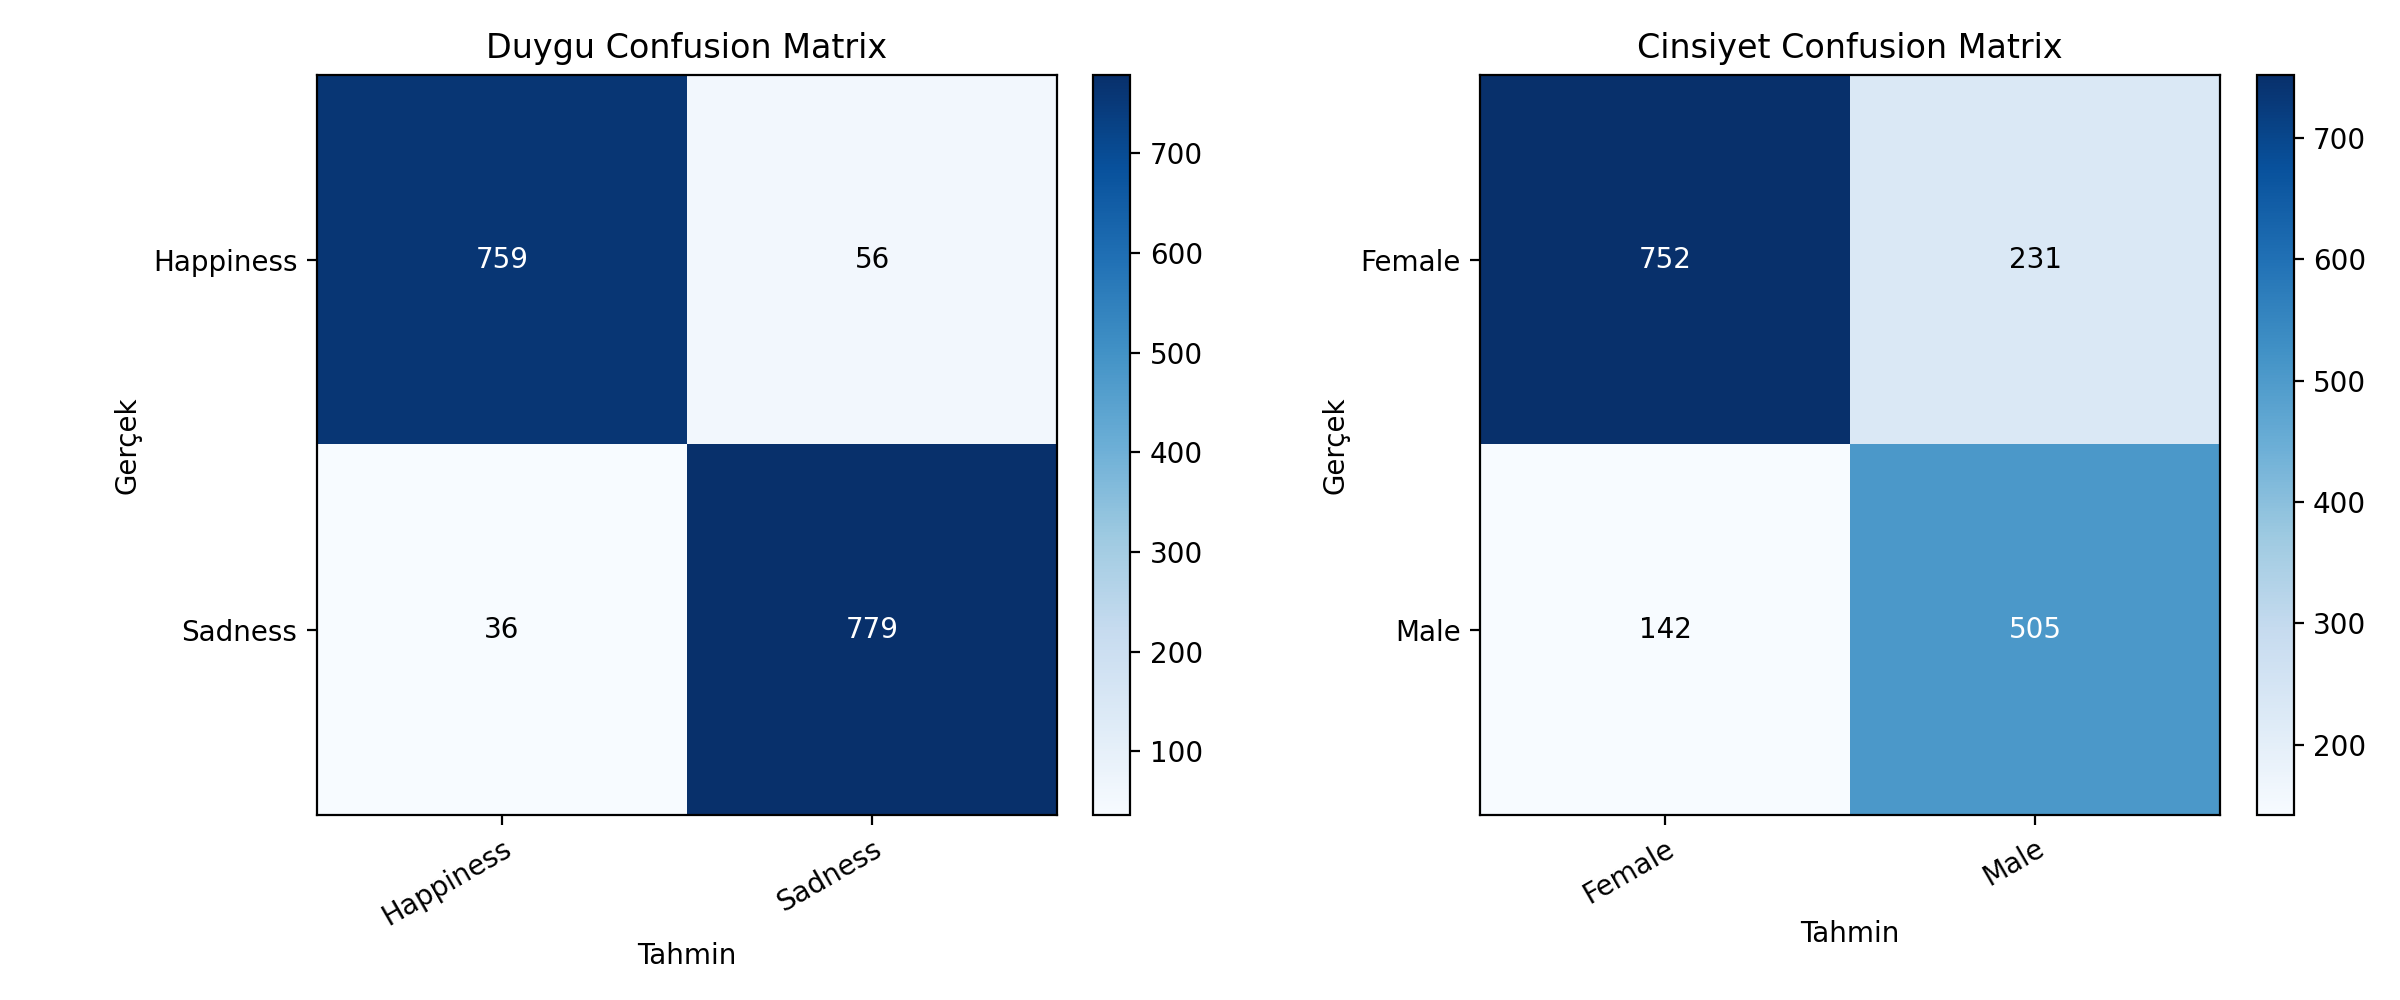 Duygu Confusion Matrix
Gerçek
Happiness
759
56
Sadness
36
779
Happiness
Sadness
Tahmin
700
600
500
400
300
200
100
Cinsiyet Confusion Matrix
Gerçek
Female
752
231
Male
142
505
Female
Male
Tahmin
700
600
500
400
300
200